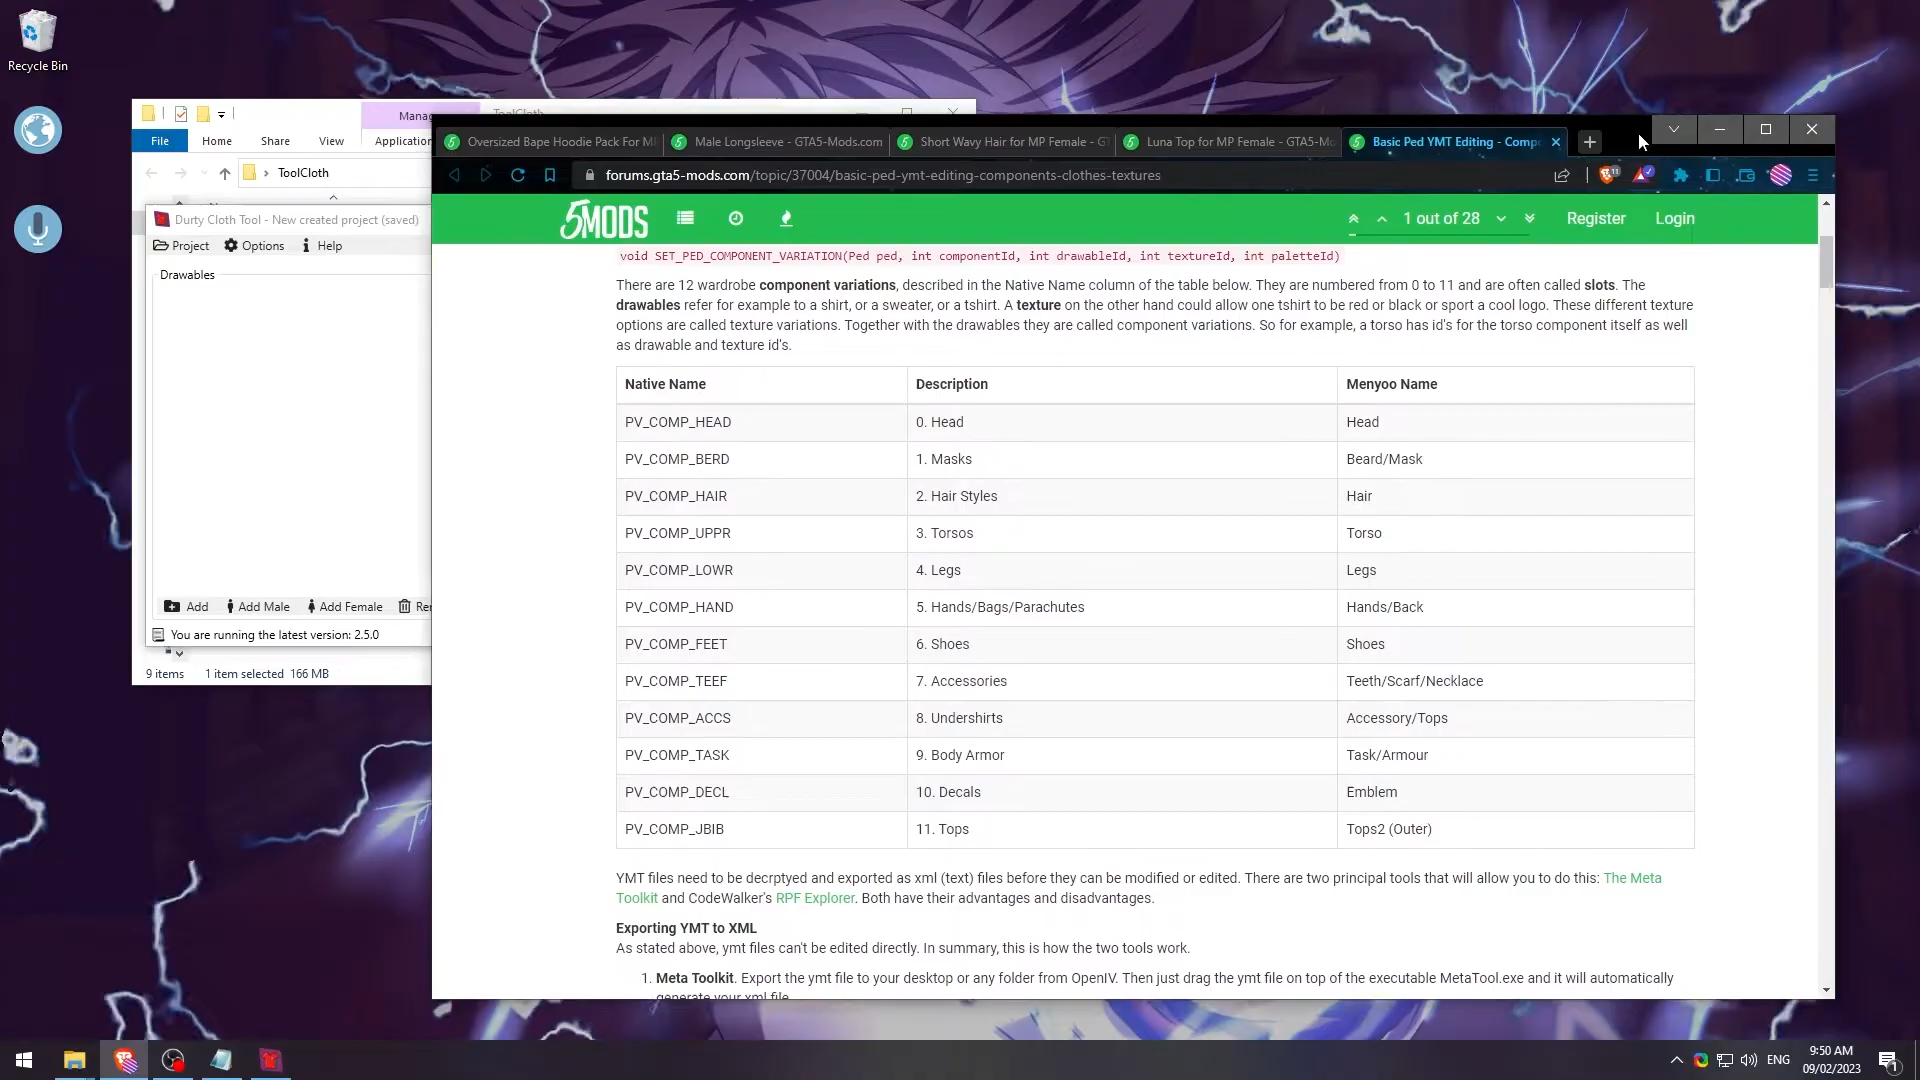 Recycle Bin
Manag
ToolCloth
File
Home
Share
View
Application
ToolCloth
Durty Cloth Tool - New created project (saved)
Project
Options
Help
Drawables
Add
Add Male
Add Female
Rer
You are running the latest version: 2.5.0
9 items
1 item selected 166 MB
Oversized Bape Hoodie Pack For M
Male Longsleeve - GTA5-Mods.com
Short Wavy Hair for MP Female - G
Luna Top for MP Female - GTA5-Mo
Basic Ped YMT Editing - Compo
forums.gta5-mods.com/topic/37004/basic-ped-ymt-editing-components-clothes-textures
11
5MODS
1 out of 28
Register
Login
void SET_PED_COMPONENT_VARIATION(Ped ped, int componentId, int drawableId, int textureId, int paletteId)
There are 12 wardrobe component variations, described in the Native Name column of the table below. They are numbered from 0 to 11 and are often called slots. The
drawables refer for example to a shirt, or a sweater, or a tshirt. A texture on the other hand could allow one tshirt to be red or black or sport a cool logo. These different texture
options are called texture variations. Together with the drawables they are called component variations. So for example, a torso has id's for the torso component itself as well
as drawable and texture id's.
Native Name
Description
Menyoo Name
PV_COMP_HEAD
0. Head
Head
PV_COMP_BERD
1. Masks
Beard/Mask
PV_COMP_HAIR
2. Hair Styles
Hair
PV_COMP_UPPR
3. Torsos
Torso
PV_COMP_LOWR
4. Legs
Legs
PV_COMP_HAND
5. Hands/Bags/Parachutes
Hands/Back
PV_COMP_FEET
6. Shoes
Shoes
PV_COMP_TEEF
7. Accessories
Teeth/Scarf/Necklace
PV_COMP_ACCS
8. Undershirts
Accessory/Tops
PV_COMP_TASK
9. Body Armor
Task/Armour
PV_COMP_DECL
10. Decals
Emblem
PV_COMP_JBIB
11. Tops
Tops2 (Outer)
YMT files need to be decrptyed and exported as xml (text) files before they can be modified or edited. There are two principal tools that will allow you to do this: The Meta
Toolkit and CodeWalker's RPF Explorer. Both have their advantages and disadvantages.
Exporting YMT to XML
As stated above, ymt files can't be edited directly. In summary, this is how the two tools work.
1. Meta Toolkit. Export the ymt file to your desktop or any folder from OpenIV. Then just drag the ymt file on top of the executable MetaTool.exe and it will automatically
generate your xml file
ENG
9:50 AM
09/02/2023
1